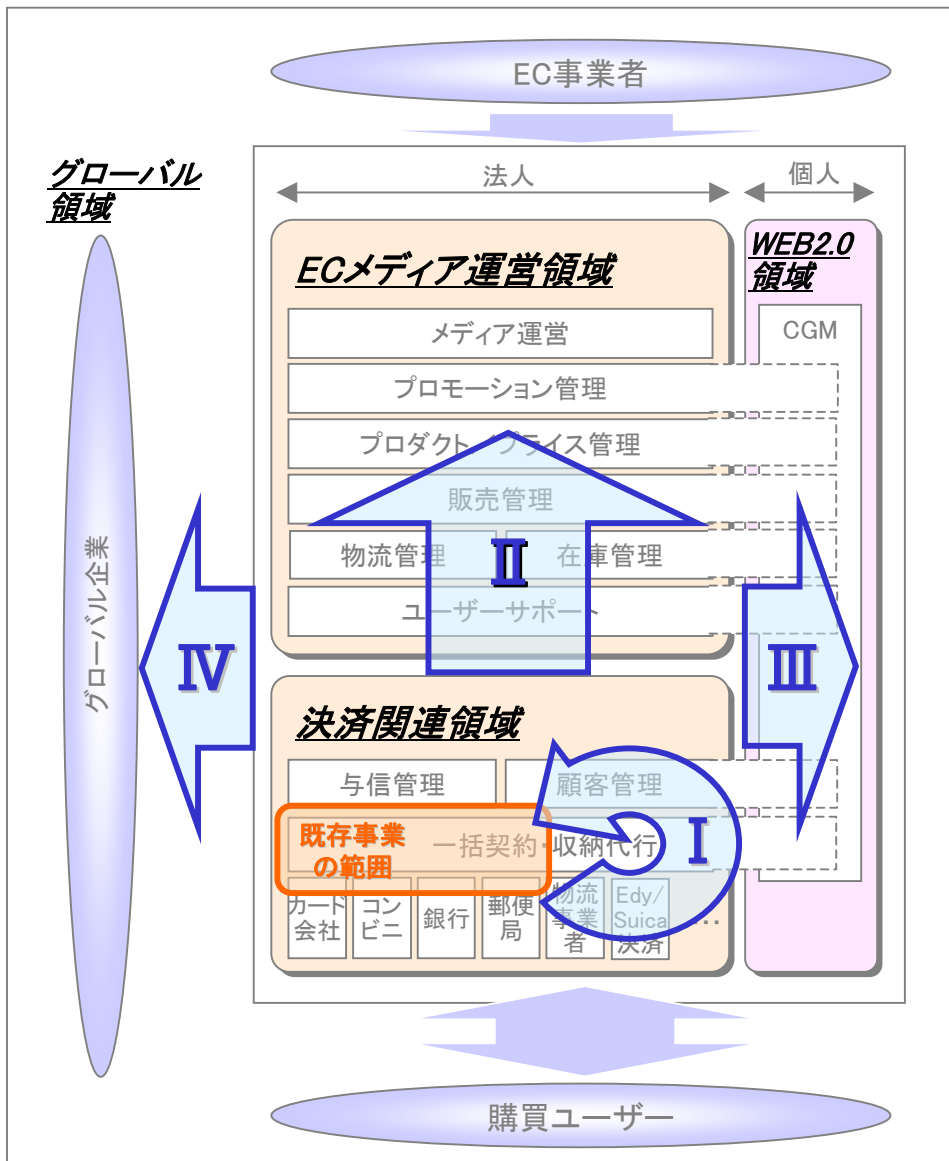 EC事業者
グローバル
領域
法人
個人
ECメディア運営領域
WEB2.0
領域
メディア運営
CGM
プロモーション管理
プロダクト／プライス管理
販売管理
物流管理
在庫管理
ユーザーサポート
Ⅱ
Ⅳ
Ⅲ
グローバル企業
決済関連領域
与信管理
顧客管理
既存事業
の範囲
一括契約・収納代行
Ⅰ
カード
会社
コン
ビニ
銀行
郵便
局
物流
事業
者
Edy/
Suica
決済
…
購買ユーザー